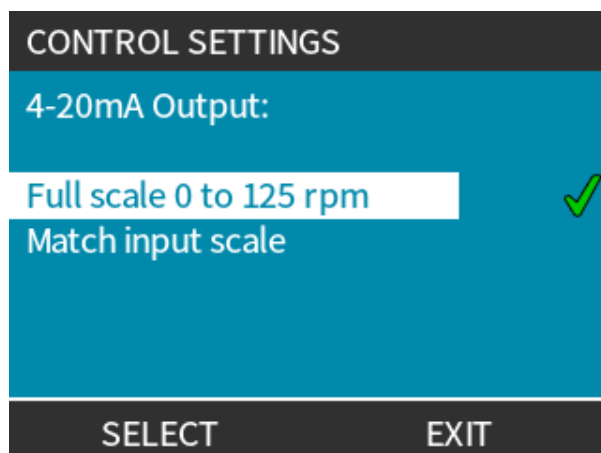 CONTROL SETTINGS
4-20mA Output:
Full scale 0 to 125 rpm
Match input scale
SELECT EXIT